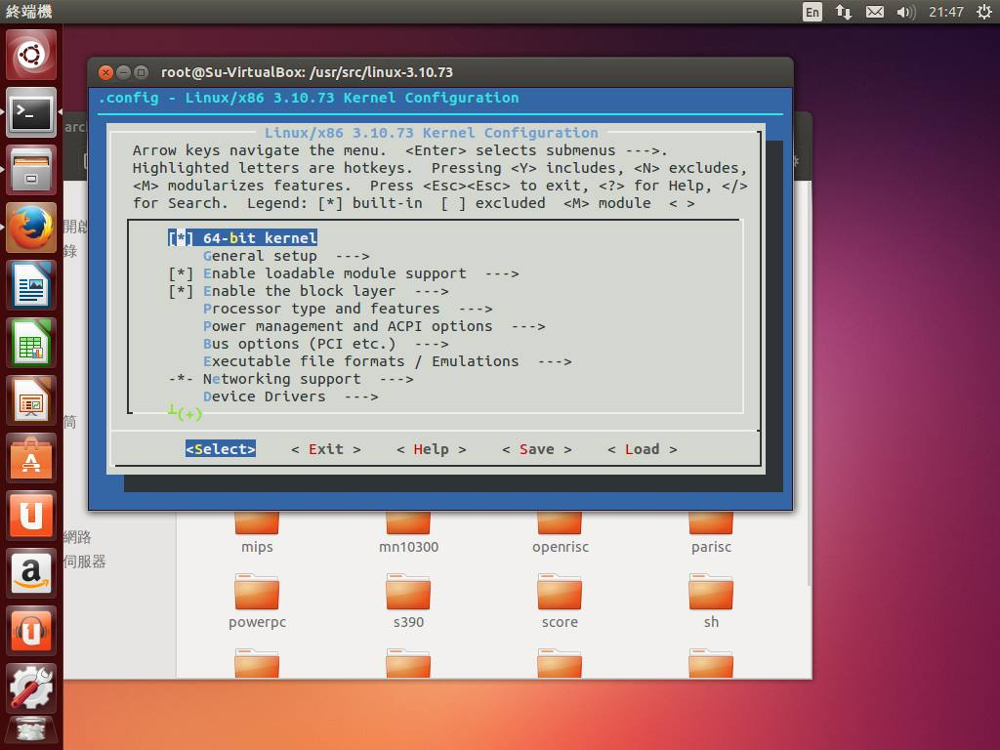 終端機
En
21:47
root@Su-VirtualBox: /usr/src/linux-3.10.73
.config - Linux/x86 3.10.73 Kernel Configuration
Linux/x86 3.10.73 Kernel Configuration
Arrow keys navigate the menu.  <Enter> selects submenus --->.
Highlighted letters are hotkeys.  Pressing <Y> includes, <N> excludes,
<M> modularizes features.  Press <Esc><Esc> to exit, <?> for Help, </>
for Search.  Legend: [*] built-in  [ ] excluded  <M> module  < >
[*] 64-bit kernel
General setup  --->
[*] Enable loadable module support  --->
[*] Enable the block layer  --->
Processor type and features  --->
Power management and ACPI options  --->
Bus options (PCI etc.)  --->
Executable file formats / Emulations  --->
-*- Networking support  --->
Device Drivers  --->
┴(+)
<Select>    < Exit >    < Help >    < Save >    < Load >
arc
開啟
錄
筒
網路
伺服器
mips mn10300 openrisc parisc
powerpc s390 score sh